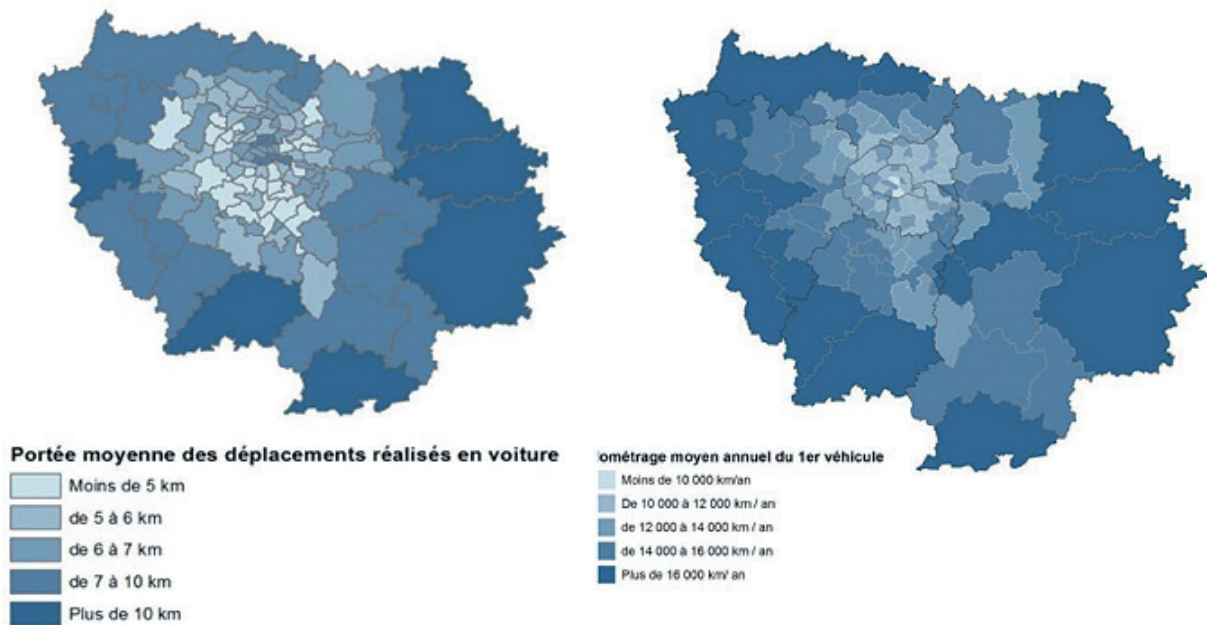 Portée moyenne des déplacements réalisés en voiture
Moins de 5 km
de 5 à 6 km
de 6 à 7 km
de 7 à 10 km
Plus de 10 km
ométrage moyen annuel du 1er véhicule
Moins de 10 000 km/an
De 10 000 à 12 000 km / an
de 12 000 à 14 000 km / an
de 14 000 à 16 000 km / an
Plus de 16 000 km/ an